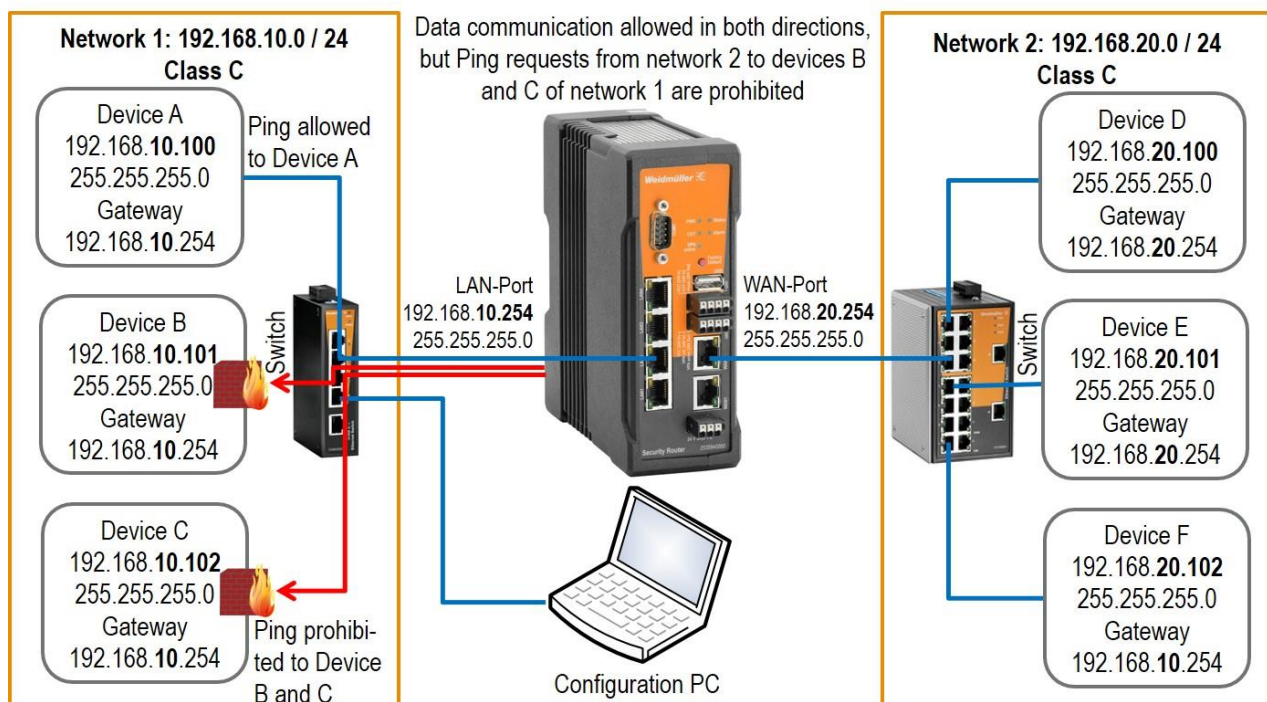 Network 1: 192.168.10.0 / 24
Class C
Device A
192.168.10.100
255.255.255.0
Gateway
192.168.10.254
Ping allowed
to Device A
Device B
192.168.10.101
255.255.255.0
Gateway
192.168.10.254
Switch
Device C
192.168.10.102
255.255.255.0
Gateway
192.168.10.254
Ping prohibi-
ted to Device
B and C
Data communication allowed in both directions,
but Ping requests from network 2 to devices B
and C of network 1 are prohibited
LAN-Port
192.168.10.254
255.255.255.0
Weidmüller
Security Router
WAN-Port
192.168.20.254
255.255.255.0
Configuration PC
Network 2: 192.168.20.0 / 24
Class C
Switch
Device D
192.168.20.100
255.255.255.0
Gateway
192.168.20.254
Device E
192.168.20.101
255.255.255.0
Gateway
192.168.20.254
Device F
192.168.20.102
255.255.255.0
Gateway
192.168.10.254